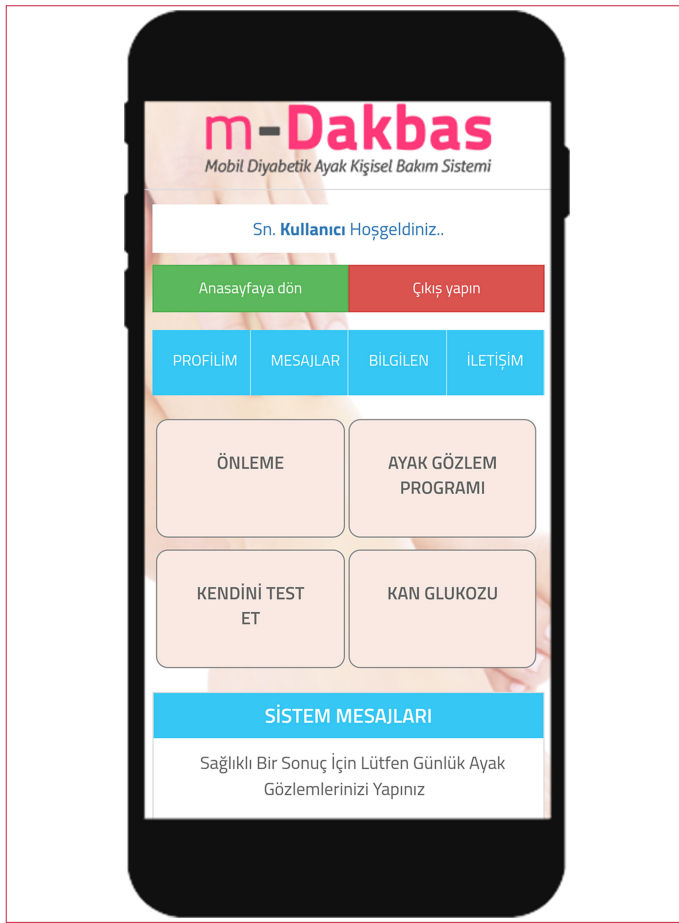 m-Dakbas
Mobil Diyabetik Ayak Kişisel Bakım Sistemi
Sn. Kullanıcı Hoşgeldiniz..
Anasayfaya dön
Çıkış yapın
PROFİLİM
MESAJLAR
BİLGİLEN
İLETİŞİM
ÖNLEME
AYAK GÖZLEM
PROGRAMI
KENDİNİ TEST
ET
KAN GLUKOZU
SİSTEM MESAJLARI
Sağlıklı Bir Sonuç İçin Lütfen Günlük Ayak
Gözlemlerinizi Yapınız